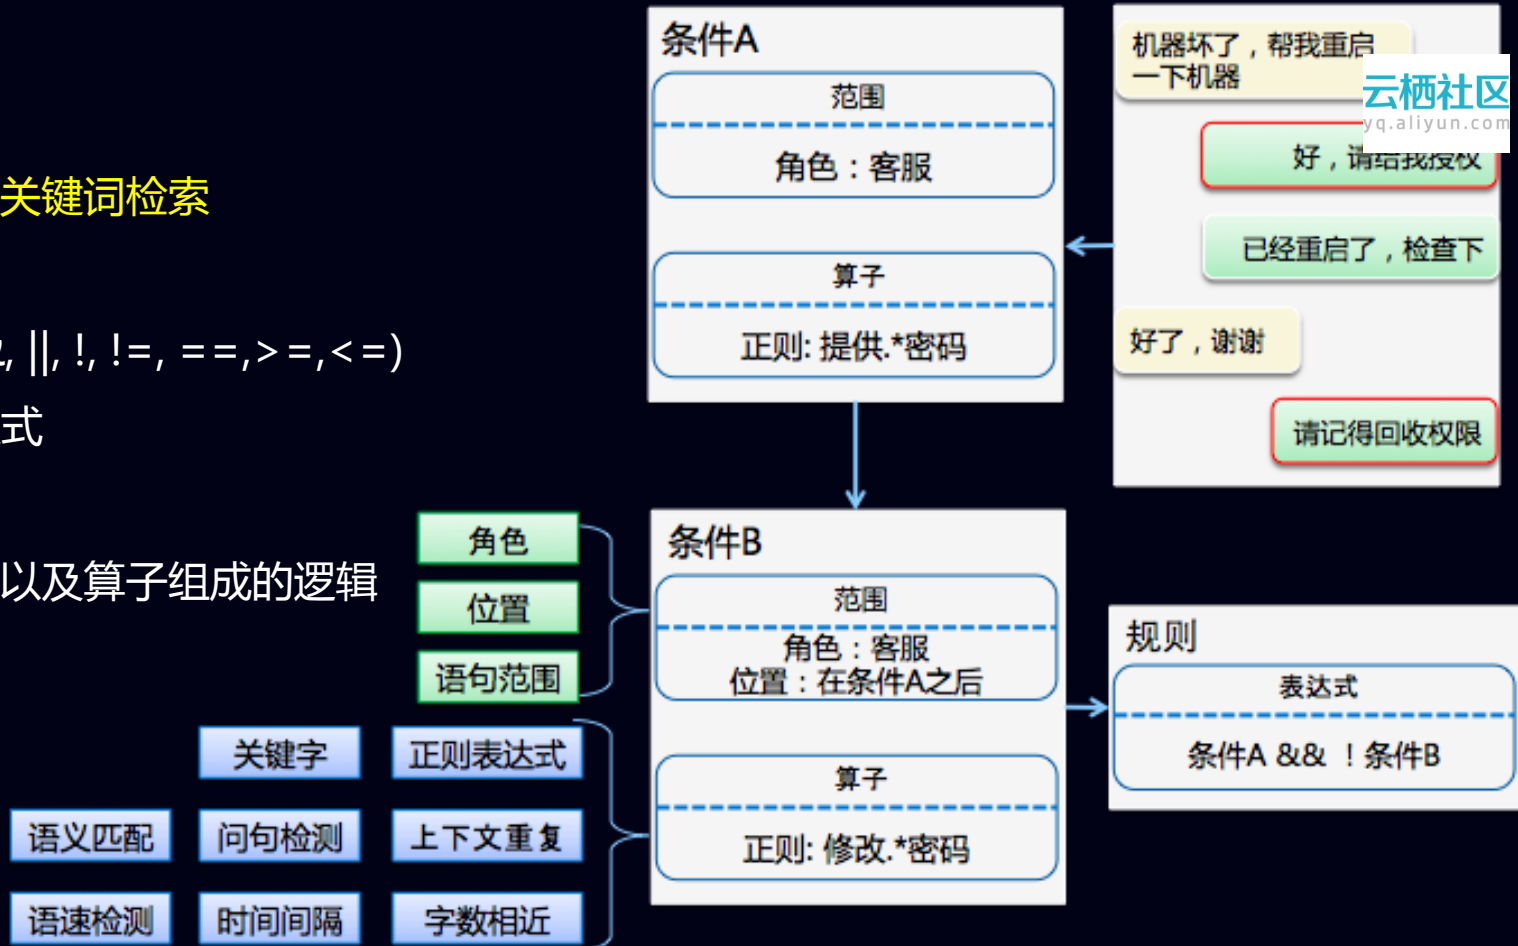 关键词检索
, ||, !, !=, ==,>=,<=)
式
以及算子组成的逻辑
条件A
范围
角色：客服
算子
正则: 提供.*密码
机器坏了，帮我重启
一下机器
云栖社区
yq.aliyun.com
好，请给我授权
已经重启了，检查下
好了，谢谢
请记得回收权限
角色
位置
语句范围
关键字
正则表达式
语义匹配
问句检测
上下文重复
语速检测
时间间隔
字数相近
条件B
范围
角色：客服
位置：在条件A之后
算子
正则: 修改.*密码
规则
表达式
条件A && ！条件B